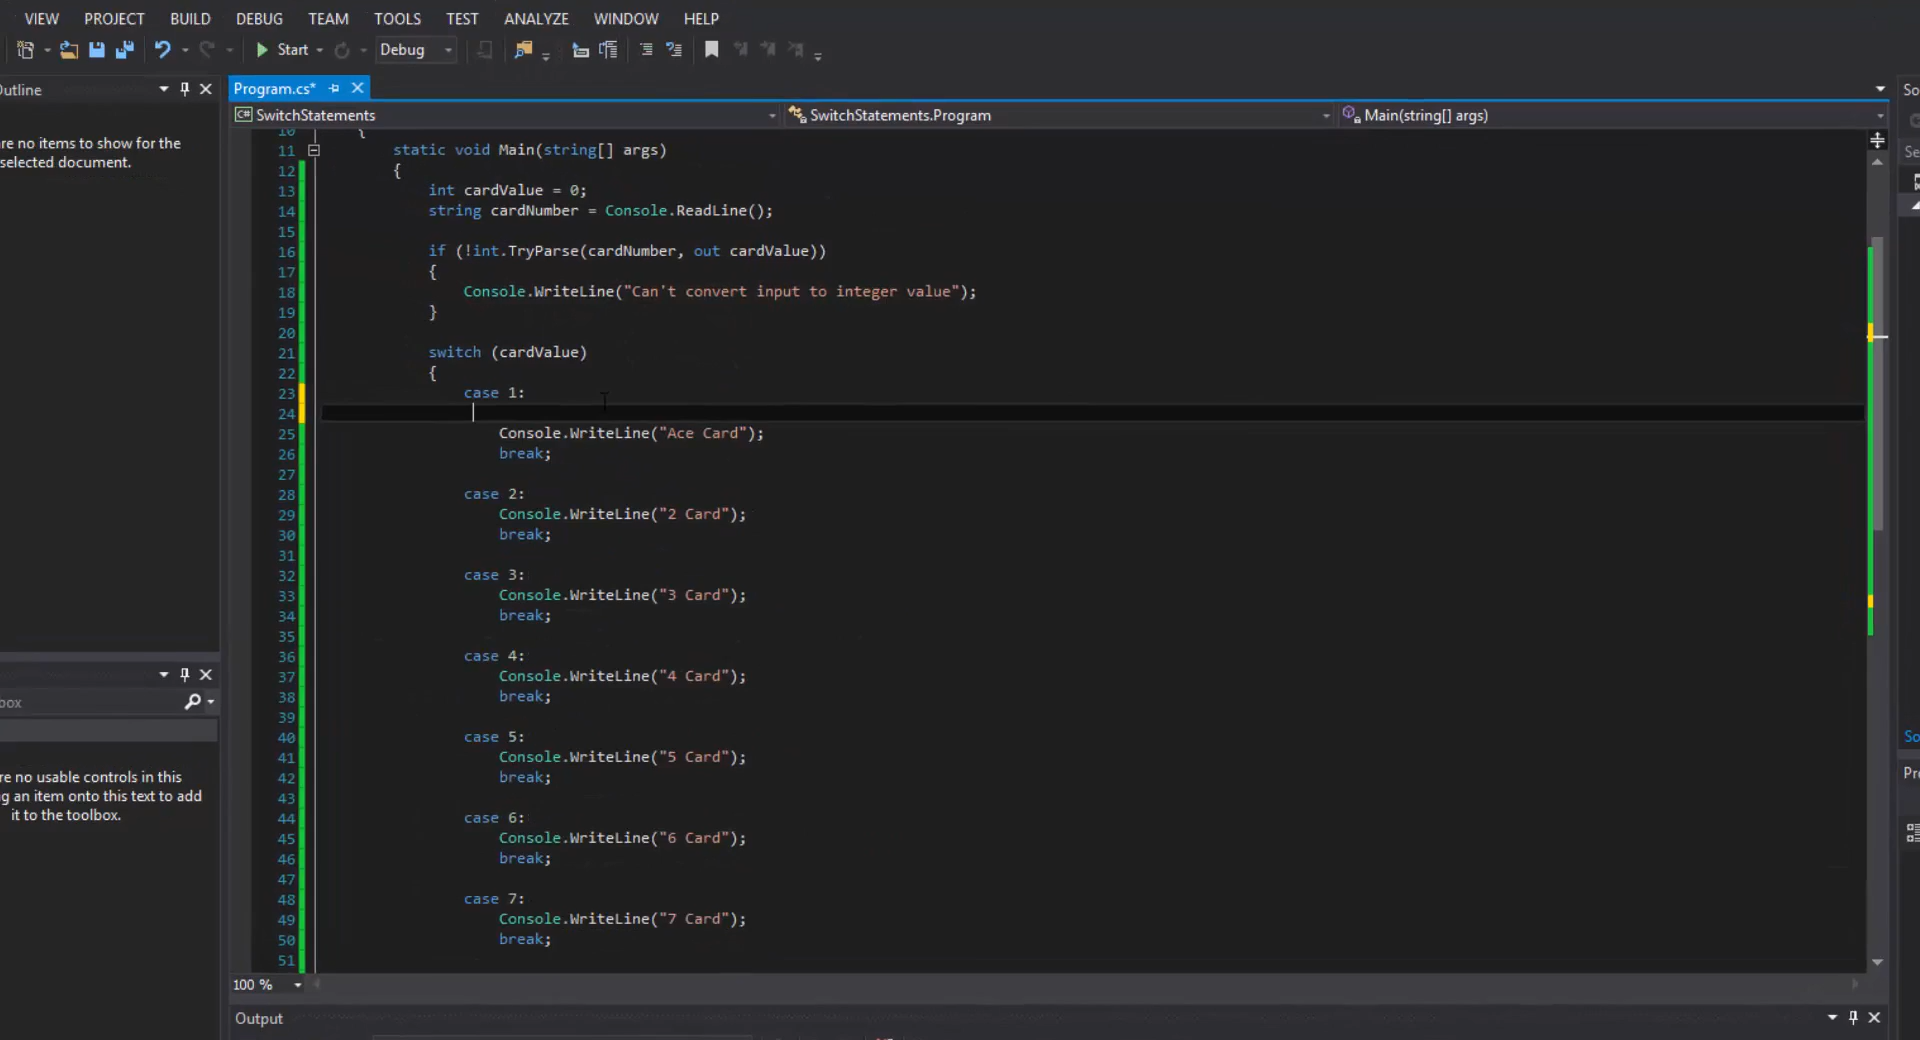 VIEW PROJECT BUILD DEBUG TEAM TOOLS TEST ANALYZE WINDOW HELP
Start Debug
Outline
re no items to show for the
selected document.
box
re no usable controls in this
g an item onto this text to add
it to the toolbox.
Program.cs*
C# SwitchStatements SwitchStatements.Program Main(string[] args)
10 {
11 static void Main(string[] args)
12 {
13 int cardValue = 0;
14 string cardNumber = Console.ReadLine();
15
16 if (!int.TryParse(cardNumber, out cardValue))
17 {
18 Console.WriteLine("Can't convert input to integer value");
19 }
20
21 switch (cardValue)
22 {
23 case 1:
24
25 Console.WriteLine("Ace Card");
26 break;
27
28 case 2:
29 Console.WriteLine("2 Card");
30 break;
31
32 case 3:
33 Console.WriteLine("3 Card");
34 break;
35
36 case 4:
37 Console.WriteLine("4 Card");
38 break;
39
40 case 5:
41 Console.WriteLine("5 Card");
42 break;
43
44 case 6:
45 Console.WriteLine("6 Card");
46 break;
47
48 case 7:
49 Console.WriteLine("7 Card");
50 break;
51
100 %
Output
So
Se
So
Pro